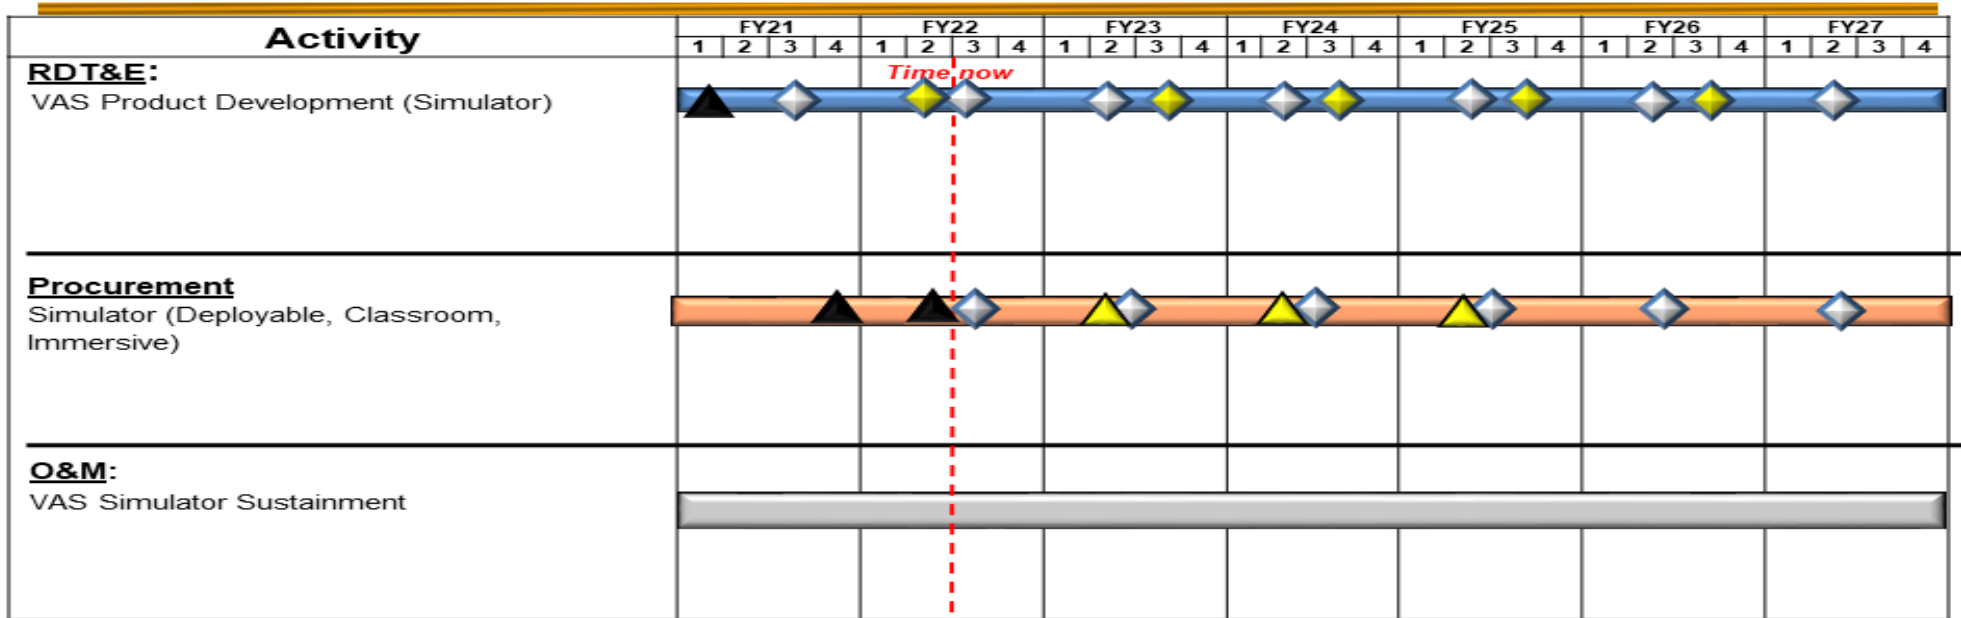 Activity
FY21 FY22 FY23 FY24 FY25 FY26 FY27
1 2 3 4 1 2 3 4 1 2 3 4 1 2 3 4 1 2 3 4 1 2 3 4 1 2 3 4
RDT&E:
Time now
VAS Product Development (Simulator)
Procurement
Simulator (Deployable, Classroom,
Immersive)
O&M:
VAS Simulator Sustainment